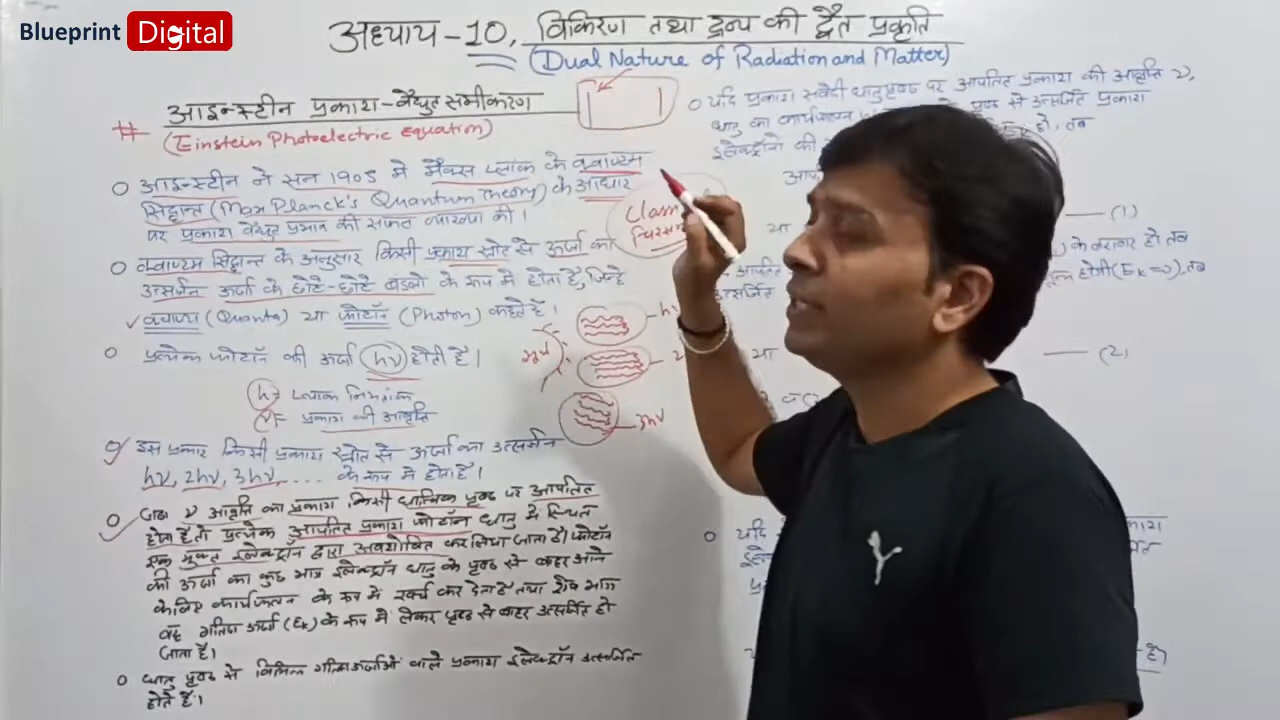 Blueprint Digital
अध्याय-10, विकिरण तथा द्रव्य की द्वैत प्रकृति
(Dual Nature of Radiation and Matter)
आइन्स्टीन प्रकाश-वैद्युत समीकरण
(Einstein Photoelectric equation)
आइन्स्टीन ने सन् 1905 में मैक्स प्लांक के क्वाण्टम
सिद्धान्त (Max Planck's Quantum Theory) के आधार
पर प्रकाश वैद्युत प्रभाव की सफल व्याख्या की।
क्वाण्टम सिद्धान्त के अनुसार किसी प्रकाश स्रोत से ऊर्जा का
उत्सर्जन ऊर्जा के छोटे-छोटे बंडलो के रूप में होता है, जिन्हे
क्वाण्टा (Quanta) या फोटॉन (Photon) कहते हैं।
प्रत्येक फोटॉन की ऊर्जा hν होती है।
h= प्लांक नियतांक
ν= प्रकाश की आवृत्ति
इस प्रकार किसी प्रकाश स्रोत से ऊर्जा का उत्सर्जन
hν, 2hν, 3hν, .... के रूप में होता है।
जब ν आवृत्ति का प्रकाश किसी धात्विक पृष्ठ पर आपतित
होता है, तो प्रत्येक आपतित प्रकाश फोटॉन धातु में स्थित
एक मुक्त इलेक्ट्रॉन द्वारा अवशोषित कर लिया जाता है। फोटॉन
की ऊर्जा का कुछ भाग इलेक्ट्रॉन धातु के पृष्ठ से बाहर आने
के लिए कार्यफलन के रूप में खर्च कर देता है तथा शेष भाग
वह गतिज ऊर्जा (Ek) के रूप में लेकर पृष्ठ से बाहर उत्सर्जित हो
जाता है।
धातु पृष्ठ से विभिन्न गतिज ऊर्जाओं वाले प्रकाश इलेक्ट्रॉन उत्सर्जित
होते हैं।
सूर्य
hν
3hν
यदि प्रकाश संवेदी धातु पृष्ठ पर आपतित प्रकाश की आवृत्ति ν,
धातु का कार्यफलन
पृष्ठ से उत्सर्जित प्रकाश
इलेक्ट्रॉनो की
हो, तब
(1)
या
आपतित
के बराबर हो तब
उत्सर्जित
होगी (Ek=0), तब
या
(2)
यदि